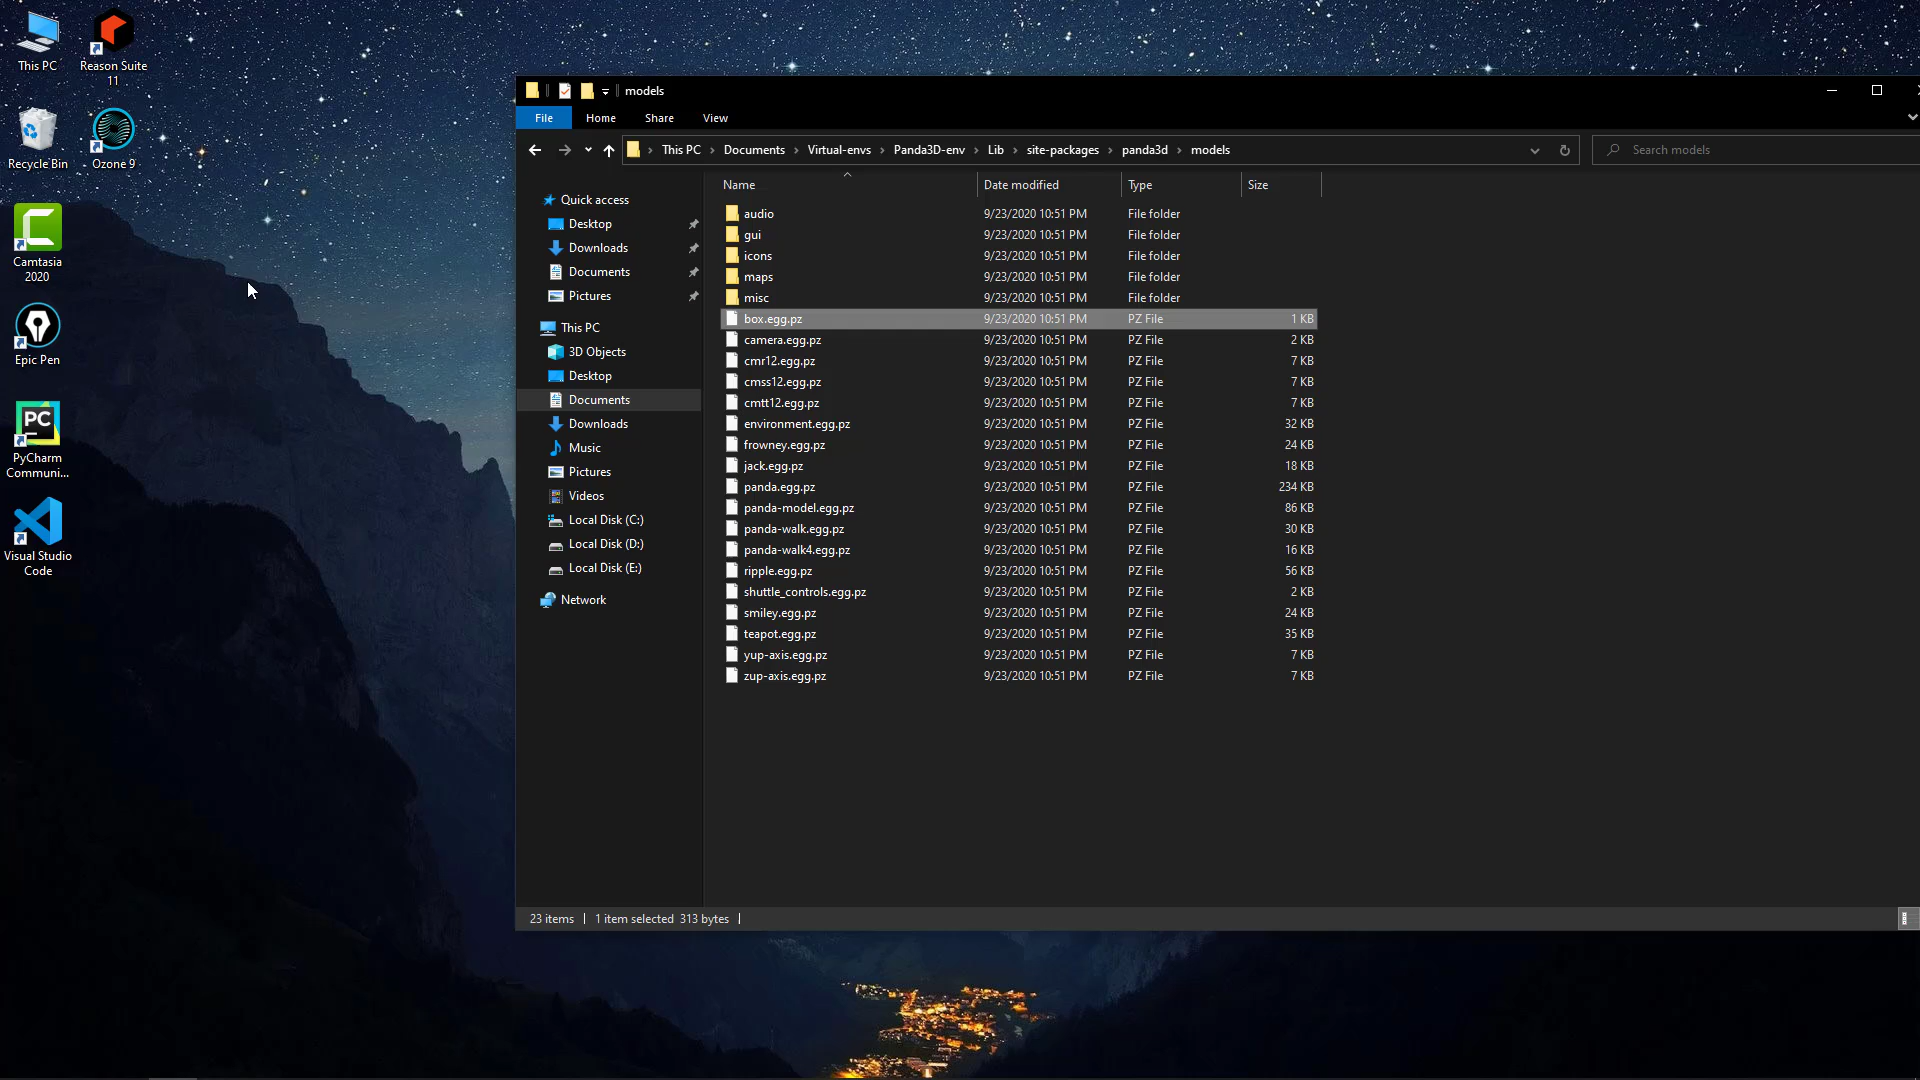 This PC
Reason Suite
11
Recycle Bin
Ozone 9
Camtasia
2020
Epic Pen
PC
PyCharm
Communi...
Visual Studio
Code
models
File Home Share View
This PC Documents Virtual-envs Panda3D-env Lib site-packages panda3d models
Search models
Quick access
Desktop
Downloads
Documents
Pictures
This PC
3D Objects
Desktop
Documents
Downloads
Music
Pictures
Videos
Local Disk (C:)
Local Disk (D:)
Local Disk (E:)
Network
Name Date modified Type Size
audio 9/23/2020 10:51 PM File folder
gui 9/23/2020 10:51 PM File folder
icons 9/23/2020 10:51 PM File folder
maps 9/23/2020 10:51 PM File folder
misc 9/23/2020 10:51 PM File folder
box.egg.pz 9/23/2020 10:51 PM PZ File 1 KB
camera.egg.pz 9/23/2020 10:51 PM PZ File 2 KB
cmr12.egg.pz 9/23/2020 10:51 PM PZ File 7 KB
cmss12.egg.pz 9/23/2020 10:51 PM PZ File 7 KB
cmtt12.egg.pz 9/23/2020 10:51 PM PZ File 7 KB
environment.egg.pz 9/23/2020 10:51 PM PZ File 32 KB
frowney.egg.pz 9/23/2020 10:51 PM PZ File 24 KB
jack.egg.pz 9/23/2020 10:51 PM PZ File 18 KB
panda.egg.pz 9/23/2020 10:51 PM PZ File 234 KB
panda-model.egg.pz 9/23/2020 10:51 PM PZ File 86 KB
panda-walk.egg.pz 9/23/2020 10:51 PM PZ File 30 KB
panda-walk4.egg.pz 9/23/2020 10:51 PM PZ File 16 KB
ripple.egg.pz 9/23/2020 10:51 PM PZ File 56 KB
shuttle_controls.egg.pz 9/23/2020 10:51 PM PZ File 2 KB
smiley.egg.pz 9/23/2020 10:51 PM PZ File 24 KB
teapot.egg.pz 9/23/2020 10:51 PM PZ File 35 KB
yup-axis.egg.pz 9/23/2020 10:51 PM PZ File 7 KB
zup-axis.egg.pz 9/23/2020 10:51 PM PZ File 7 KB
23 items 1 item selected 313 bytes